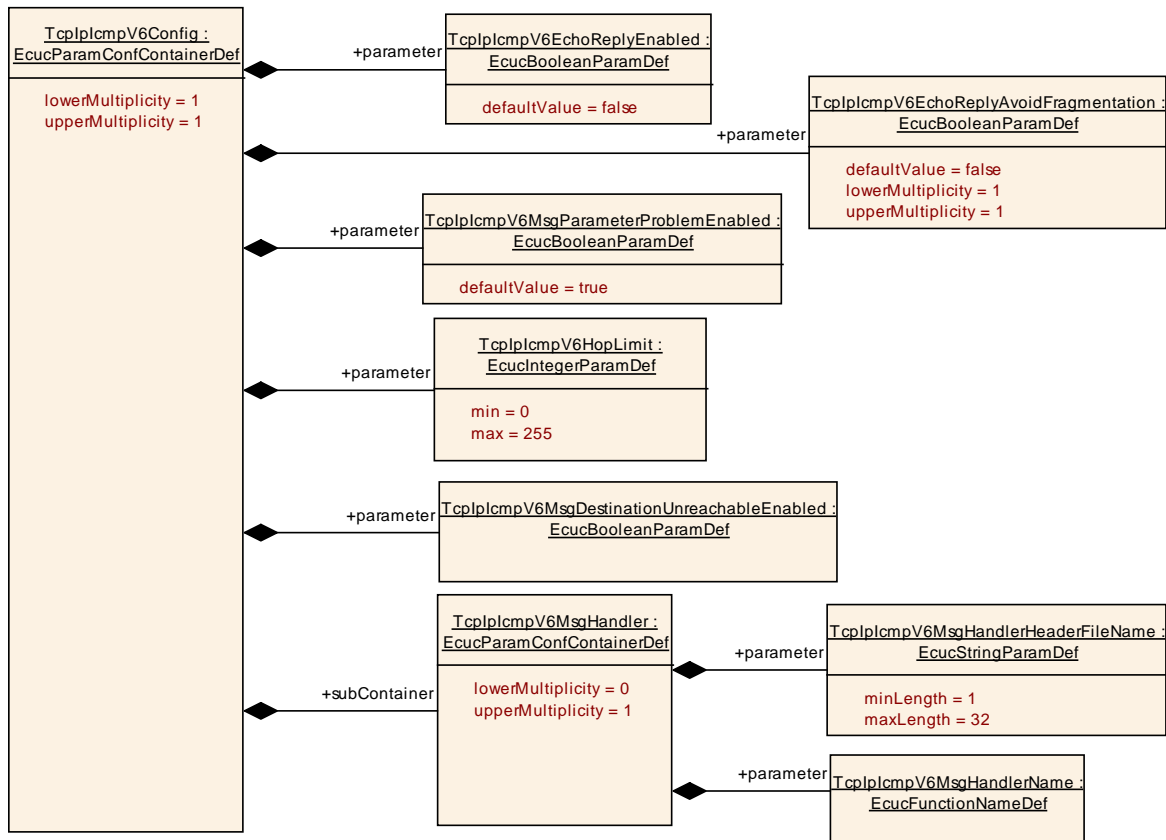 TcpIpIcmpV6Config :
EcucParamConfContainerDef
lowerMultiplicity = 1
upperMultiplicity = 1
+parameter
TcpIpIcmpV6EchoReplyEnabled :
EcucBooleanParamDef
defaultValue = false
+parameter
TcpIpIcmpV6EchoReplyAvoidFragmentation :
EcucBooleanParamDef
defaultValue = false
lowerMultiplicity = 1
upperMultiplicity = 1
+parameter
TcpIpIcmpV6MsgParameterProblemEnabled :
EcucBooleanParamDef
defaultValue = true
+parameter
TcpIpIcmpV6HopLimit :
EcucIntegerParamDef
min = 0
max = 255
+parameter
TcpIpIcmpV6MsgDestinationUnreachableEnabled :
EcucBooleanParamDef
+subContainer
TcpIpIcmpV6MsgHandler :
EcucParamConfContainerDef
lowerMultiplicity = 0
upperMultiplicity = 1
+parameter
TcpIpIcmpV6MsgHandlerHeaderFileName :
EcucStringParamDef
minLength = 1
maxLength = 32
+parameter
TcpIpIcmpV6MsgHandlerName :
EcucFunctionNameDef